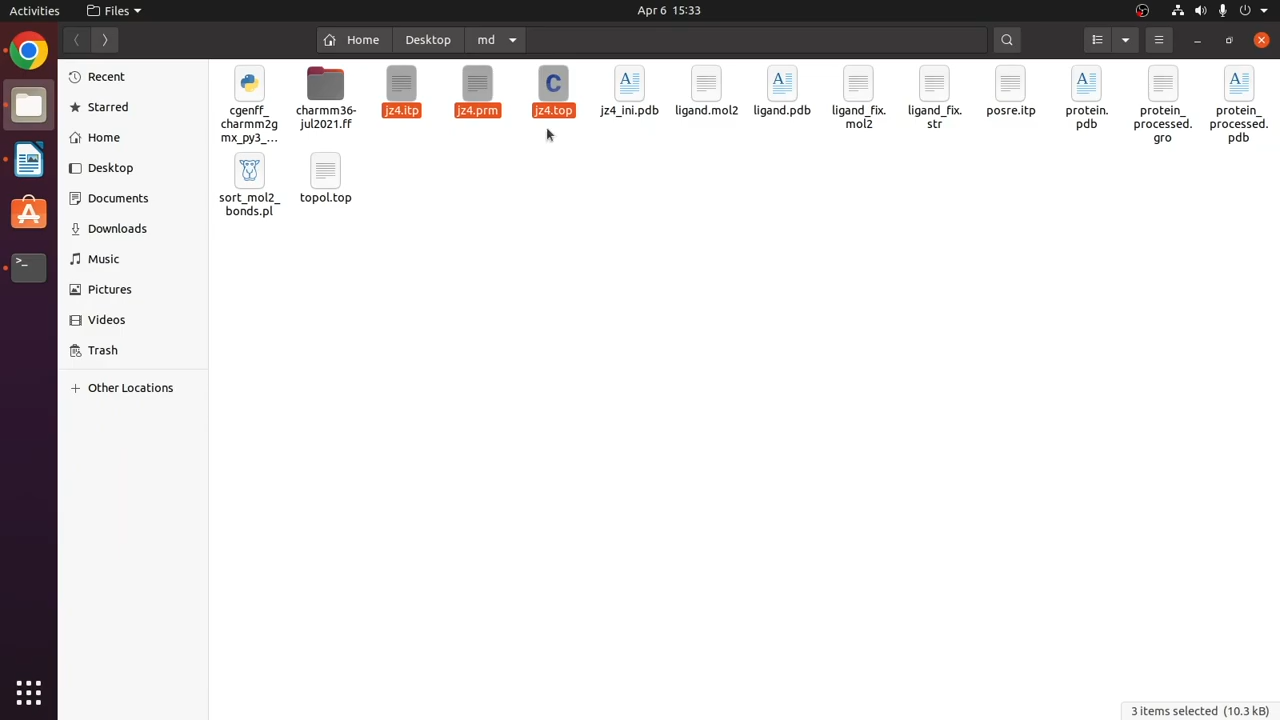 Activities
Files
Apr 6 15:33
Home
Desktop
md
Recent
Starred
Home
Desktop
Documents
Downloads
Music
Pictures
Videos
Trash
Other Locations
cgenff_
charmm2g
mx_py3_...
charmm36-
jul2021.ff
jz4.itp
jz4.prm
jz4.top
jz4_ini.pdb
ligand.mol2
ligand.pdb
ligand_fix.
mol2
ligand_fix.
str
posre.itp
protein.
pdb
protein_
processed.
gro
protein_
processed.
pdb
sort_mol2_
bonds.pl
topol.top
3 items selected (10.3 kB)